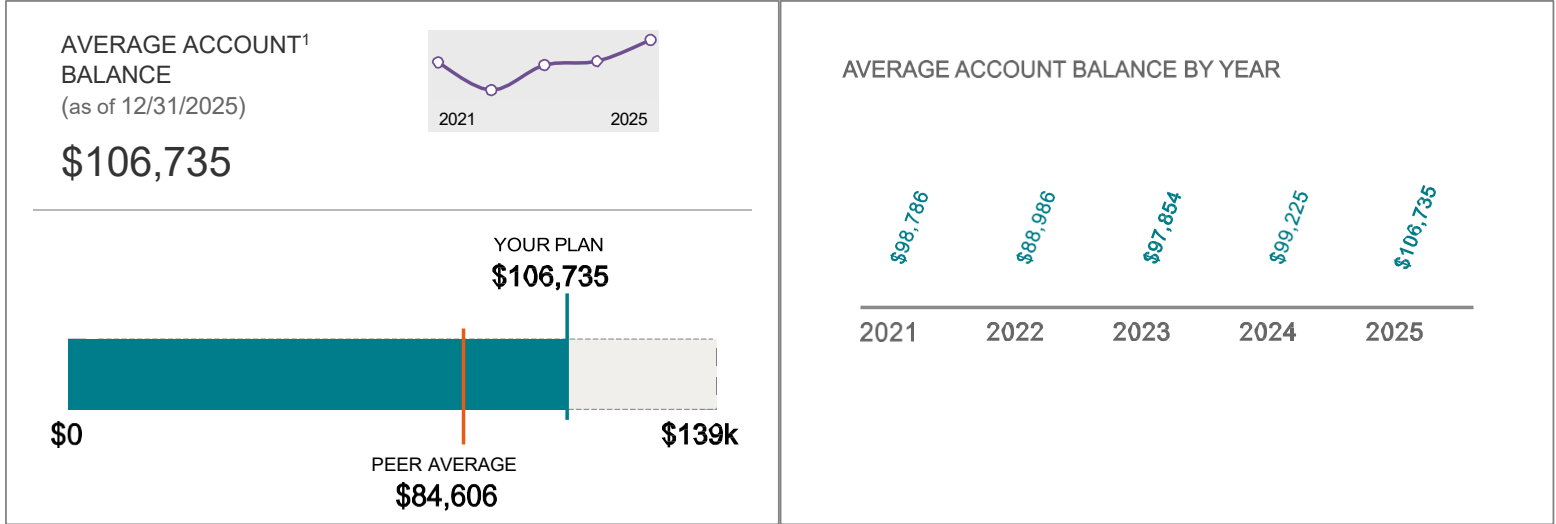 AVERAGE ACCOUNT¹
BALANCE
(as of 12/31/2025)
$106,735
2021 2025
YOUR PLAN
$106,735
$0 $139k
PEER AVERAGE
$84,606
AVERAGE ACCOUNT BALANCE BY YEAR
$98,786 $88,986 $97,854 $99,225 $106,735
2021 2022 2023 2024 2025